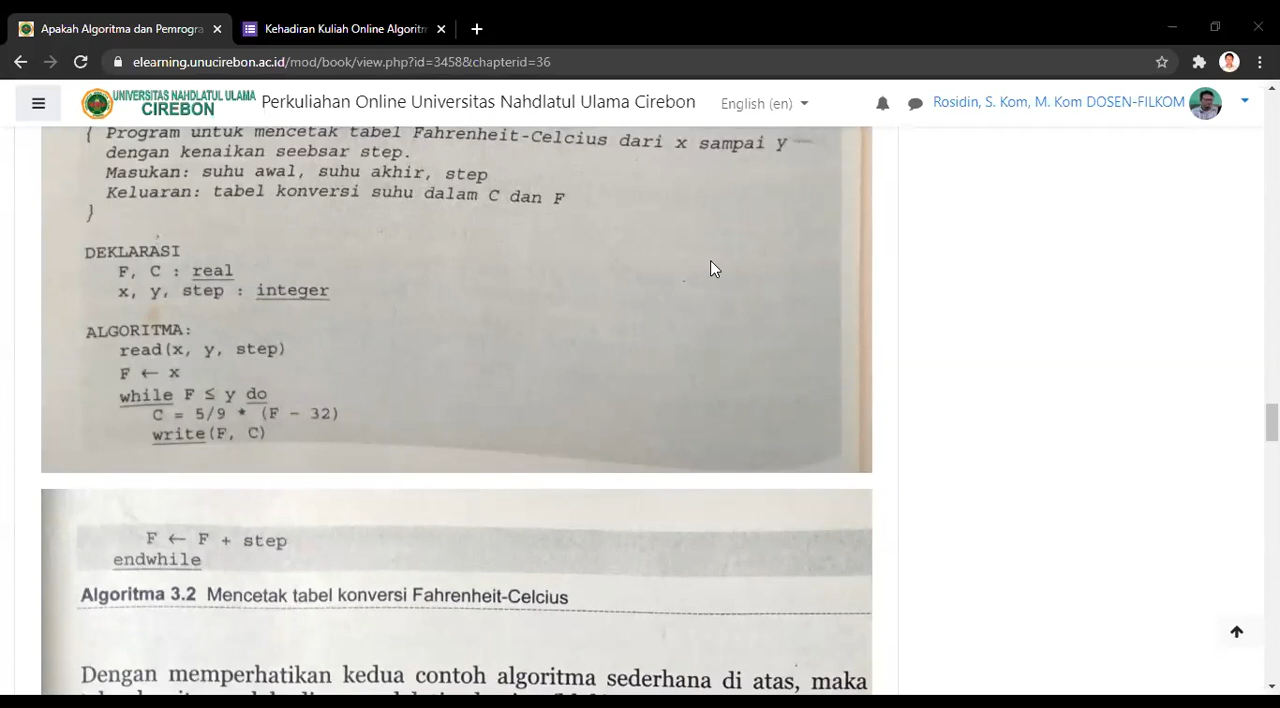 Apakah Algoritma dan Pemrogra
Kehadiran Kuliah Online Algoritm
elearning.unucirebon.ac.id/mod/book/view.php?id=3458&chapterid=36
UNIVERSITAS NAHDLATUL ULAMA
CIREBON
Perkuliahan Online Universitas Nahdlatul Ulama Cirebon
English (en)
Rosidin, S. Kom, M. Kom DOSEN-FILKOM
{ Program untuk mencetak tabel Fahrenheit-Celcius dari x sampai y
dengan kenaikan seebsar step.
Masukan: suhu awal, suhu akhir, step
Keluaran: tabel konversi suhu dalam C dan F
}
DEKLARASI
F, C : real
x, y, step : integer
ALGORITMA:
read(x, y, step)
F ← x
while F ≤ y do
C = 5/9 * (F - 32)
write(F, C)
F ← F + step
endwhile
Algoritma 3.2 Mencetak tabel konversi Fahrenheit-Celcius
Dengan memperhatikan kedua contoh algoritma sederhana di atas, maka